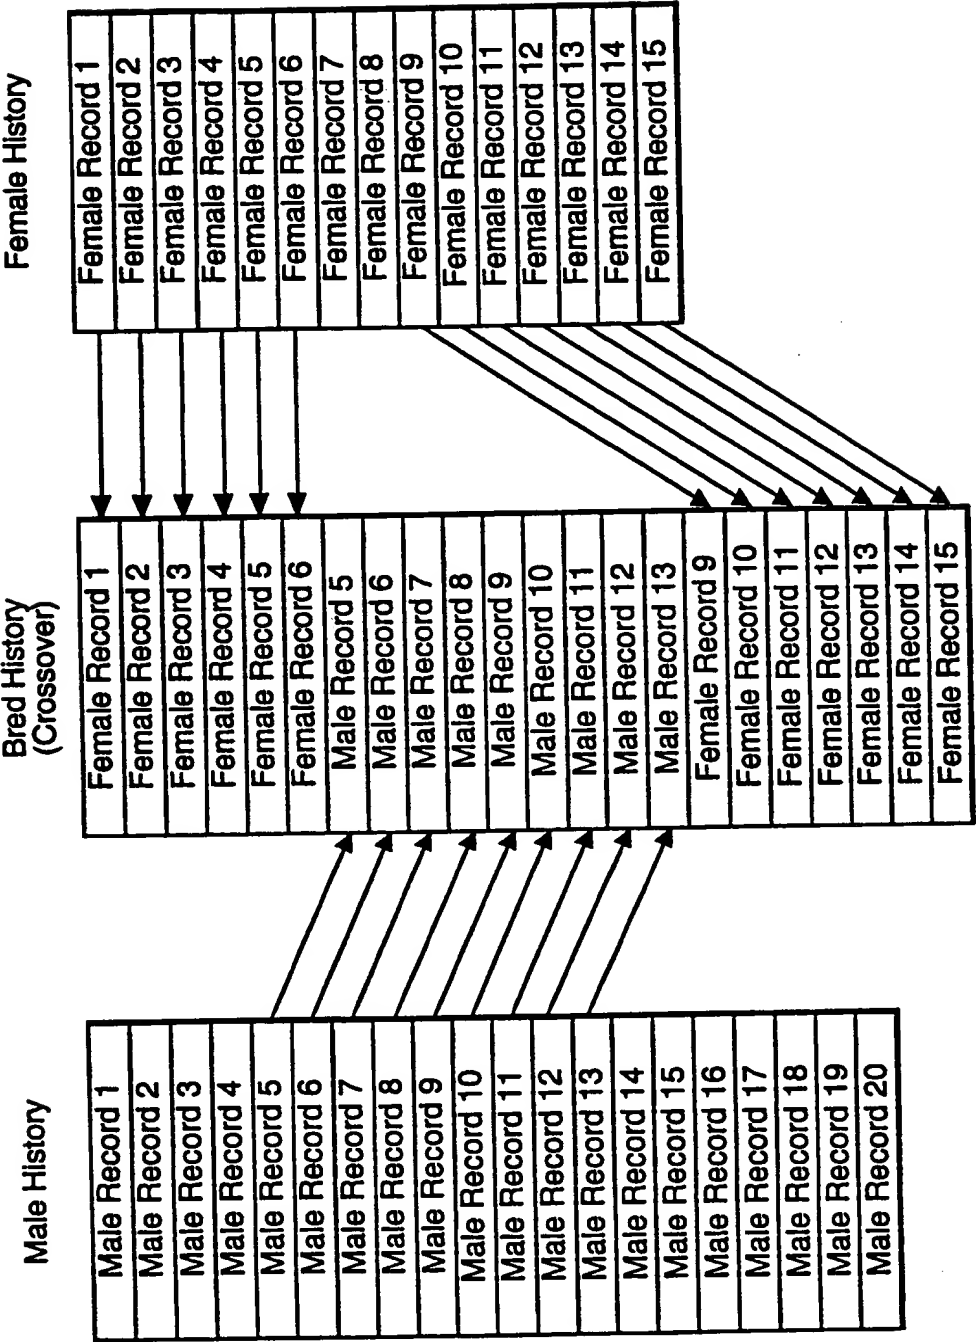 Male History
Male Record 1
Male Record 2
Male Record 3
Male Record 4
Male Record 5
Male Record 6
Male Record 7
Male Record 8
Male Record 9
Male Record 10
Male Record 11
Male Record 12
Male Record 13
Male Record 14
Male Record 15
Male Record 16
Male Record 17
Male Record 18
Male Record 19
Male Record 20
Bred History
(Crossover)
Female Record 1
Female Record 2
Female Record 3
Female Record 4
Female Record 5
Female Record 6
Male Record 5
Male Record 6
Male Record 7
Male Record 8
Male Record 9
Male Record 10
Male Record 11
Male Record 12
Male Record 13
Female Record 9
Female Record 10
Female Record 11
Female Record 12
Female Record 13
Female Record 14
Female Record 15
Female History
Female Record 1
Female Record 2
Female Record 3
Female Record 4
Female Record 5
Female Record 6
Female Record 7
Female Record 8
Female Record 9
Female Record 10
Female Record 11
Female Record 12
Female Record 13
Female Record 14
Female Record 15